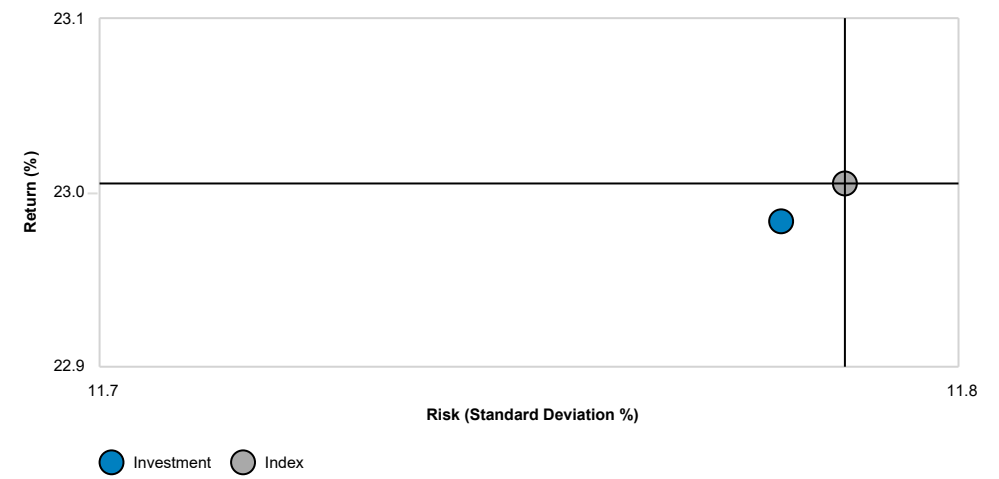 23.1
Return (%)
23.0
22.9
11.7
11.8
Risk (Standard Deviation %)
Investment
Index